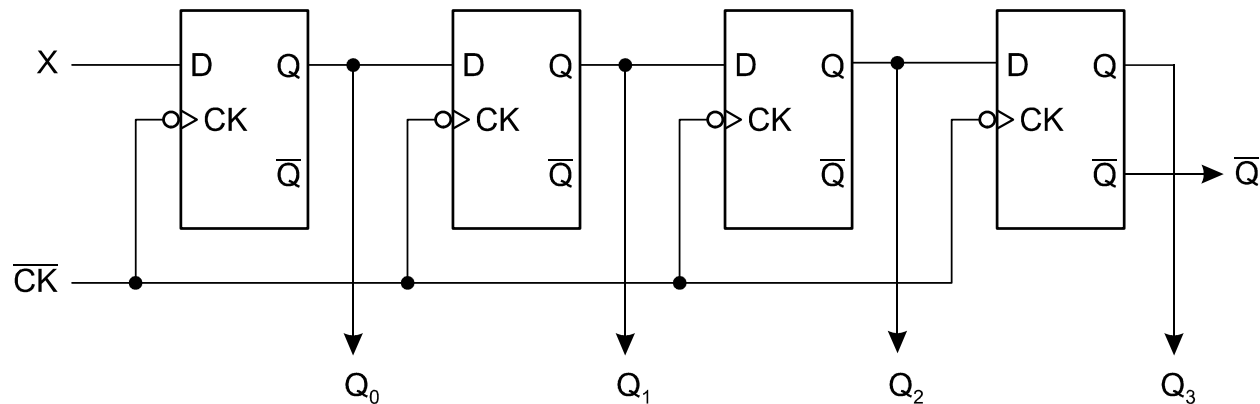 X D Q D Q D Q D Q
CK CK CK CK
Q̅ Q̅ Q̅ Q̅ Q̅
C̅K̅
Q₀ Q₁ Q₂ Q₃